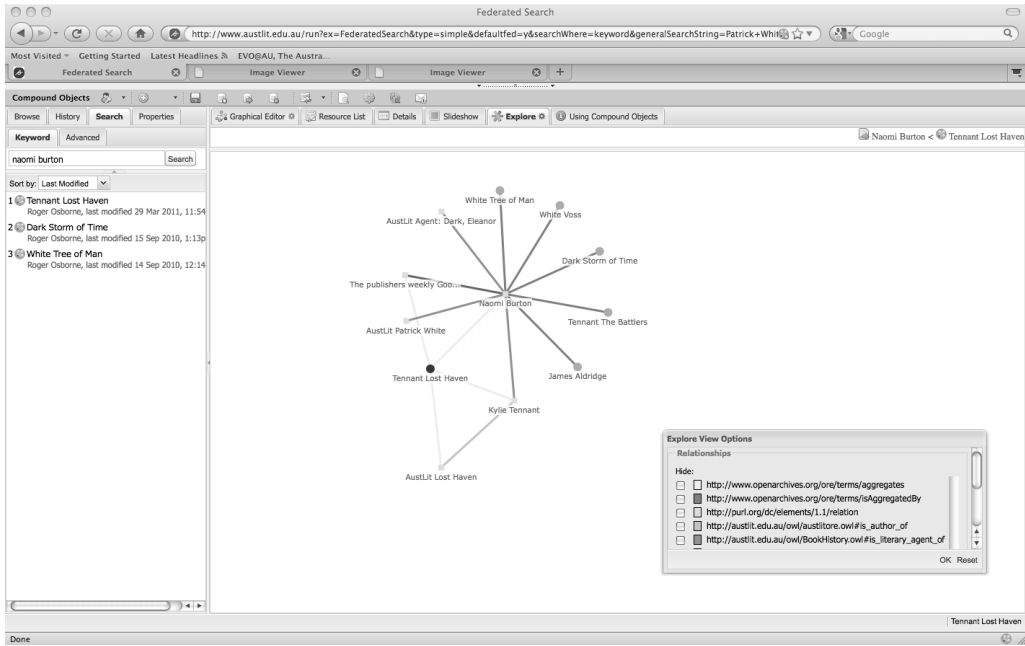 Federated Search
http://www.austlit.edu.au/run?ex=FederatedSearch&type=simple&defaultfed=y&searchWhere=keyword&generalSearchString=Patrick+Whit
Google
Most Visited Getting Started Latest Headlines EVO@AU, The Austra...
Federated Search Image Viewer Image Viewer +
Compound Objects
Browse History Search Properties
Graphical Editor Resource List Details Slideshow Explore Using Compound Objects
Keyword Advanced
Naomi Burton < Tennant Lost Haven
naomi burton Search
Sort by: Last Modified
1 Tennant Lost Haven
Roger Osborne, last modified 29 Mar 2011, 11:54
2 Dark Storm of Time
Roger Osborne, last modified 15 Sep 2010, 1:13p
3 White Tree of Man
Roger Osborne, last modified 14 Sep 2010, 12:14
White Tree of Man
White Voss
AustLit Agent: Dark, Eleanor
Dark Storm of Time
The publishers weekly Goo...
Naomi Burton
Tennant The Battlers
AustLit Patrick White
James Aldridge
Tennant Lost Haven
Kylie Tennant
AustLit Lost Haven
Explore View Options
Relationships
Hide:
http://www.openarchives.org/ore/terms/aggregates
http://www.openarchives.org/ore/terms/isAggregatedBy
http://purl.org/dc/elements/1.1/relation
http://austlit.edu.au/owl/austlitore.owl#is_author_of
http://austlit.edu.au/owl/BookHistory.owl#is_literary_agent_of
OK Reset
Tennant Lost Haven
Done